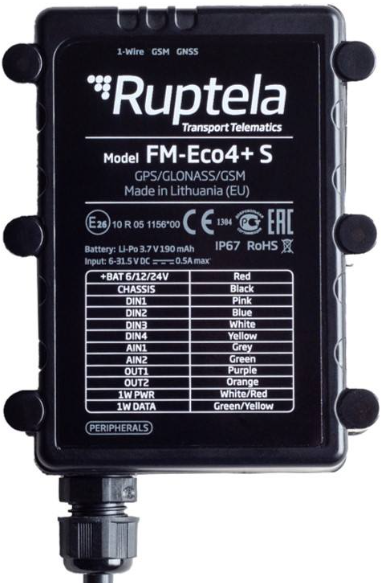 1-Wire GSM GNSS
Ruptela
Transport Telematics
Model FM-Eco4+ S
GPS/GLONASS/GSM
Made in Lithuania (EU)
E26 10 R 05 1156*00 CE 1304 EAC
Battery: Li-Po 3.7 V 190 mAh IP67 RoHS
Input: 6-31.5 V DC 0.5A max
+BAT 6/12/24V Red
CHASSIS Black
DIN1 Pink
DIN2 Blue
DIN3 White
DIN4 Yellow
AIN1 Grey
AIN2 Green
OUT1 Purple
OUT2 Orange
1W PWR White/Red
1W DATA Green/Yellow
PERIPHERALS